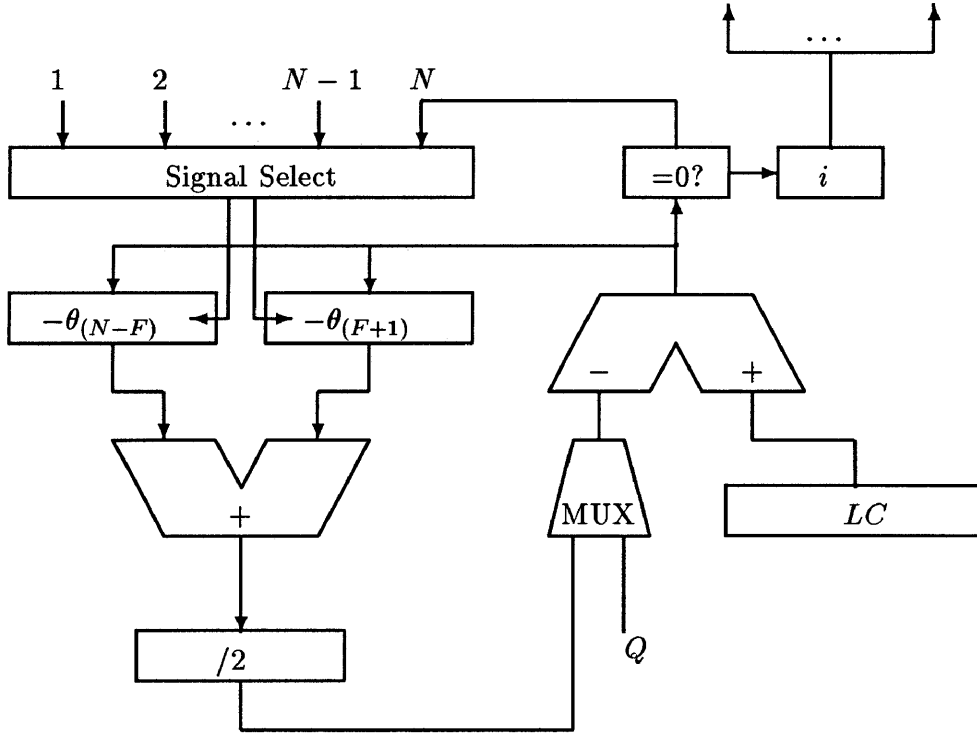 ...
1 2 ... N − 1 N
Signal Select
=0?
i
−θ(N−F)
−θ(F+1)
− +
+
MUX
LC
/2
Q